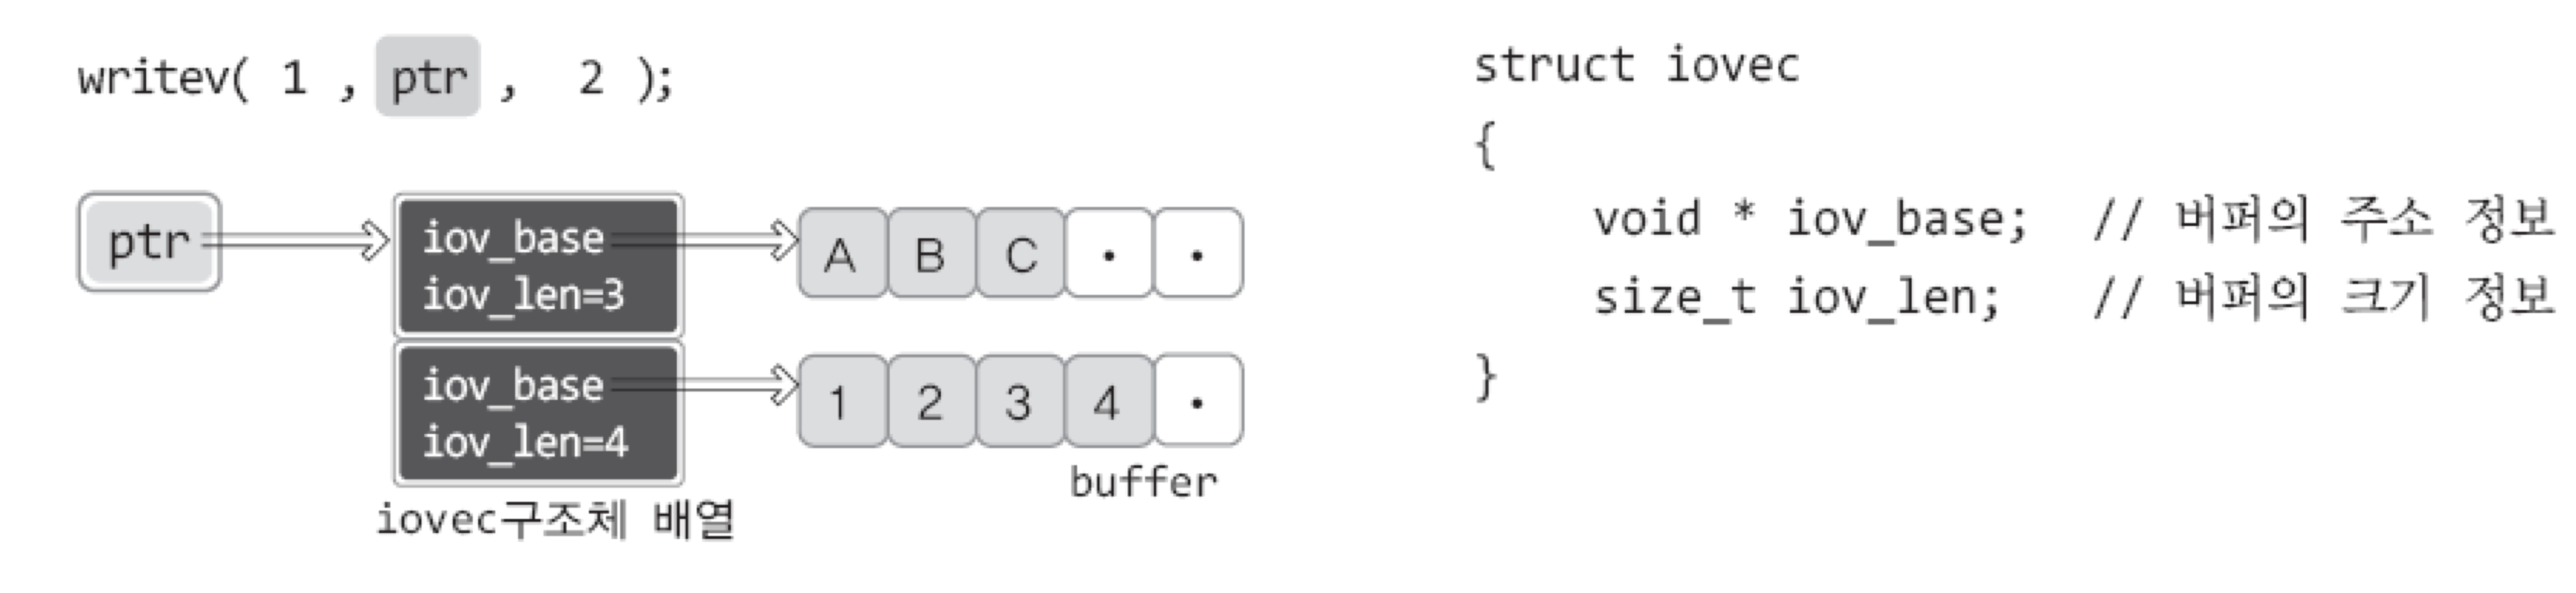 writev( 1 , ptr , 2 );
ptr
iov_base
iov_len=3
A B C . .
iov_base
iov_len=4
1 2 3 4 .
buffer
iovec구조체 배열
struct iovec
{
void * iov_base; // 버퍼의 주소 정보
size_t iov_len; // 버퍼의 크기 정보
}